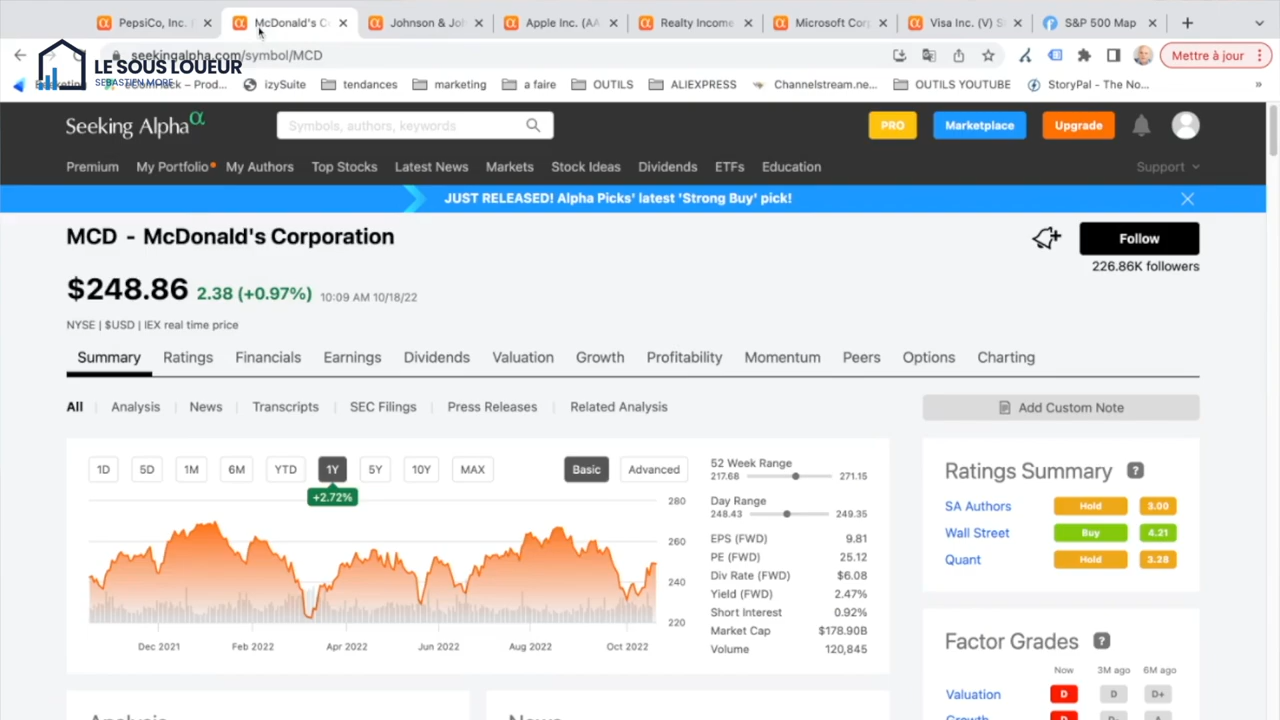 PepsiCo, Inc. (
McDonald's Co
Johnson & Joh
Apple Inc. (AA
Realty Income
Microsoft Corp
Visa Inc. (V) S
S&P 500 Map
seekingalpha.com/symbol/MCD
Mettre à jour
LE SOUS LOUEUR
SEBASTIEN MORE
Prod...
izySuite
tendances
marketing
a faire
OUTILS
ALIEXPRESS
Channelstream.ne...
OUTILS YOUTUBE
StoryPal - The No...
»
Seeking Alpha α
Symbols, authors, keywords
PRO
Marketplace
Upgrade
Premium
My Portfolio
My Authors
Top Stocks
Latest News
Markets
Stock Ideas
Dividends
ETFs
Education
Support
JUST RELEASED! Alpha Picks' latest 'Strong Buy' pick!
MCD - McDonald's Corporation
Follow
226.86K followers
$248.86 2.38 (+0.97%) 10:09 AM 10/18/22
NYSE | $USD | IEX real time price
Summary
Ratings
Financials
Earnings
Dividends
Valuation
Growth
Profitability
Momentum
Peers
Options
Charting
All
Analysis
News
Transcripts
SEC Filings
Press Releases
Related Analysis
Add Custom Note
1D
5D
1M
6M
YTD
1Y
5Y
10Y
MAX
Basic
Advanced
+2.72%
280
260
240
220
Dec 2021
Feb 2022
Apr 2022
Jun 2022
Aug 2022
Oct 2022
52 Week Range
217.68 271.15
Day Range
248.43 249.35
EPS (FWD) 9.81
PE (FWD) 25.12
Div Rate (FWD) $6.08
Yield (FWD) 2.47%
Short Interest 0.92%
Market Cap $178.90B
Volume 120,845
Ratings Summary ?
SA Authors Hold 3.00
Wall Street Buy 4.21
Quant Hold 3.28
Factor Grades ?
Now 3M ago 6M ago
Valuation D D D+
Growth
Analysis
News